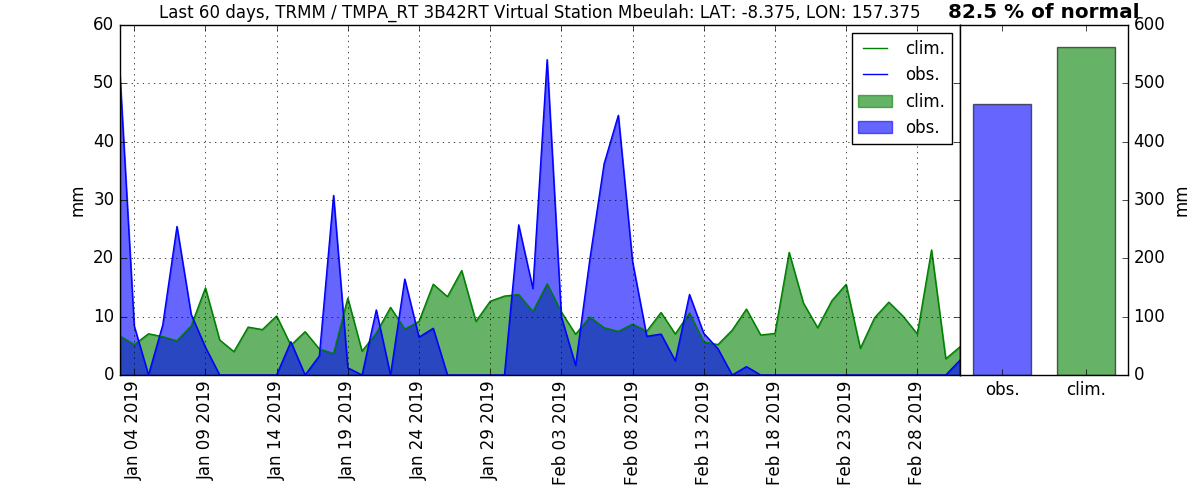 Last 60 days, TRMM / TMPA_RT 3B42RT Virtual Station Mbeulah: LAT: -8.375, LON: 157.375
82.5 % of normal
60
50
40
30
20
10
0
mm
clim.
obs.
clim.
obs.
600
500
400
300
200
100
0
mm
obs.
clim.
Jan 04 2019
Jan 09 2019
Jan 14 2019
Jan 19 2019
Jan 24 2019
Jan 29 2019
Feb 03 2019
Feb 08 2019
Feb 13 2019
Feb 18 2019
Feb 23 2019
Feb 28 2019